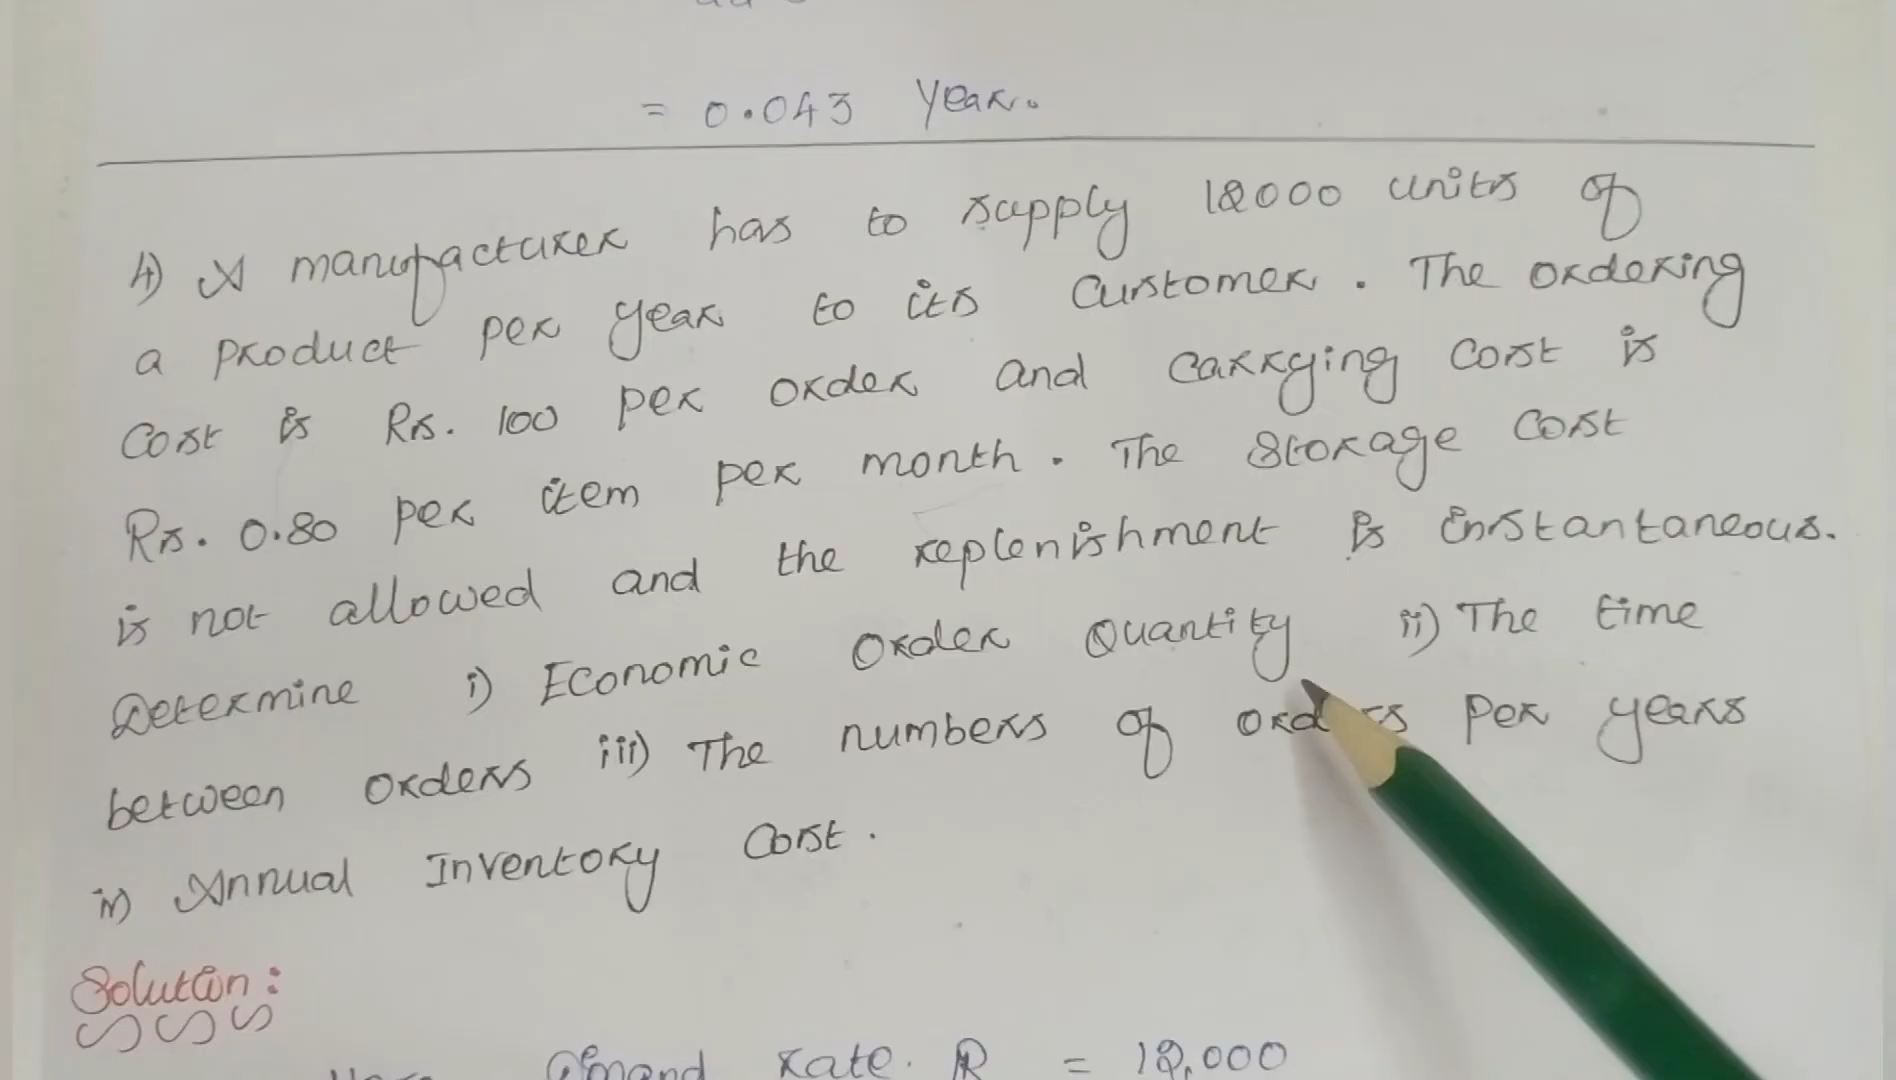 = 0.043 year.
4) A manufacturer has to supply 12000 units of
a product per year to its customer. The ordering
cost is Rs. 100 per order and carrying cost is
Rs. 0.80 per item per month. The storage cost
is not allowed and the replenishment is instantaneous.
Determine i) Economic Order Quantity ii) The time
between orders iii) The numbers of orders per years
iv) Annual Inventory Cost.
Solution:
Demand rate. R = 12,000